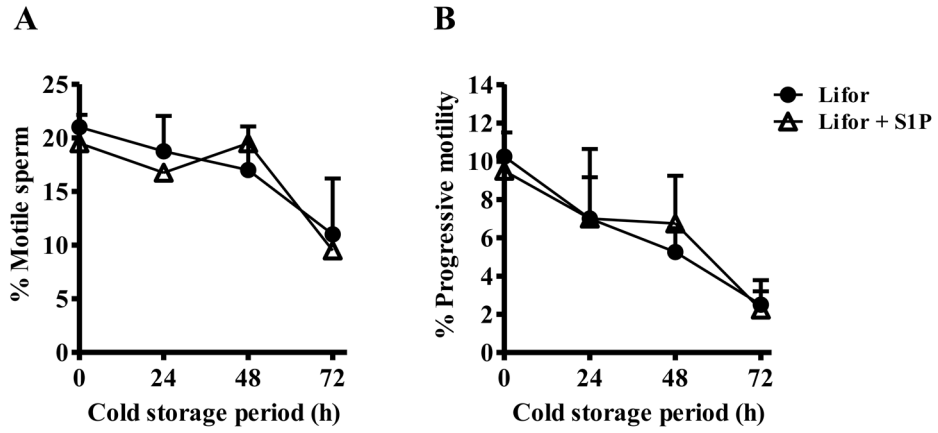 A
% Motile sperm
25
20
15
10
5
0
0 24 48 72
Cold storage period (h)
B
% Progressive motility
14
12
10
8
6
4
2
0
0 24 48 72
Cold storage period (h)
Lifor
Lifor + S1P